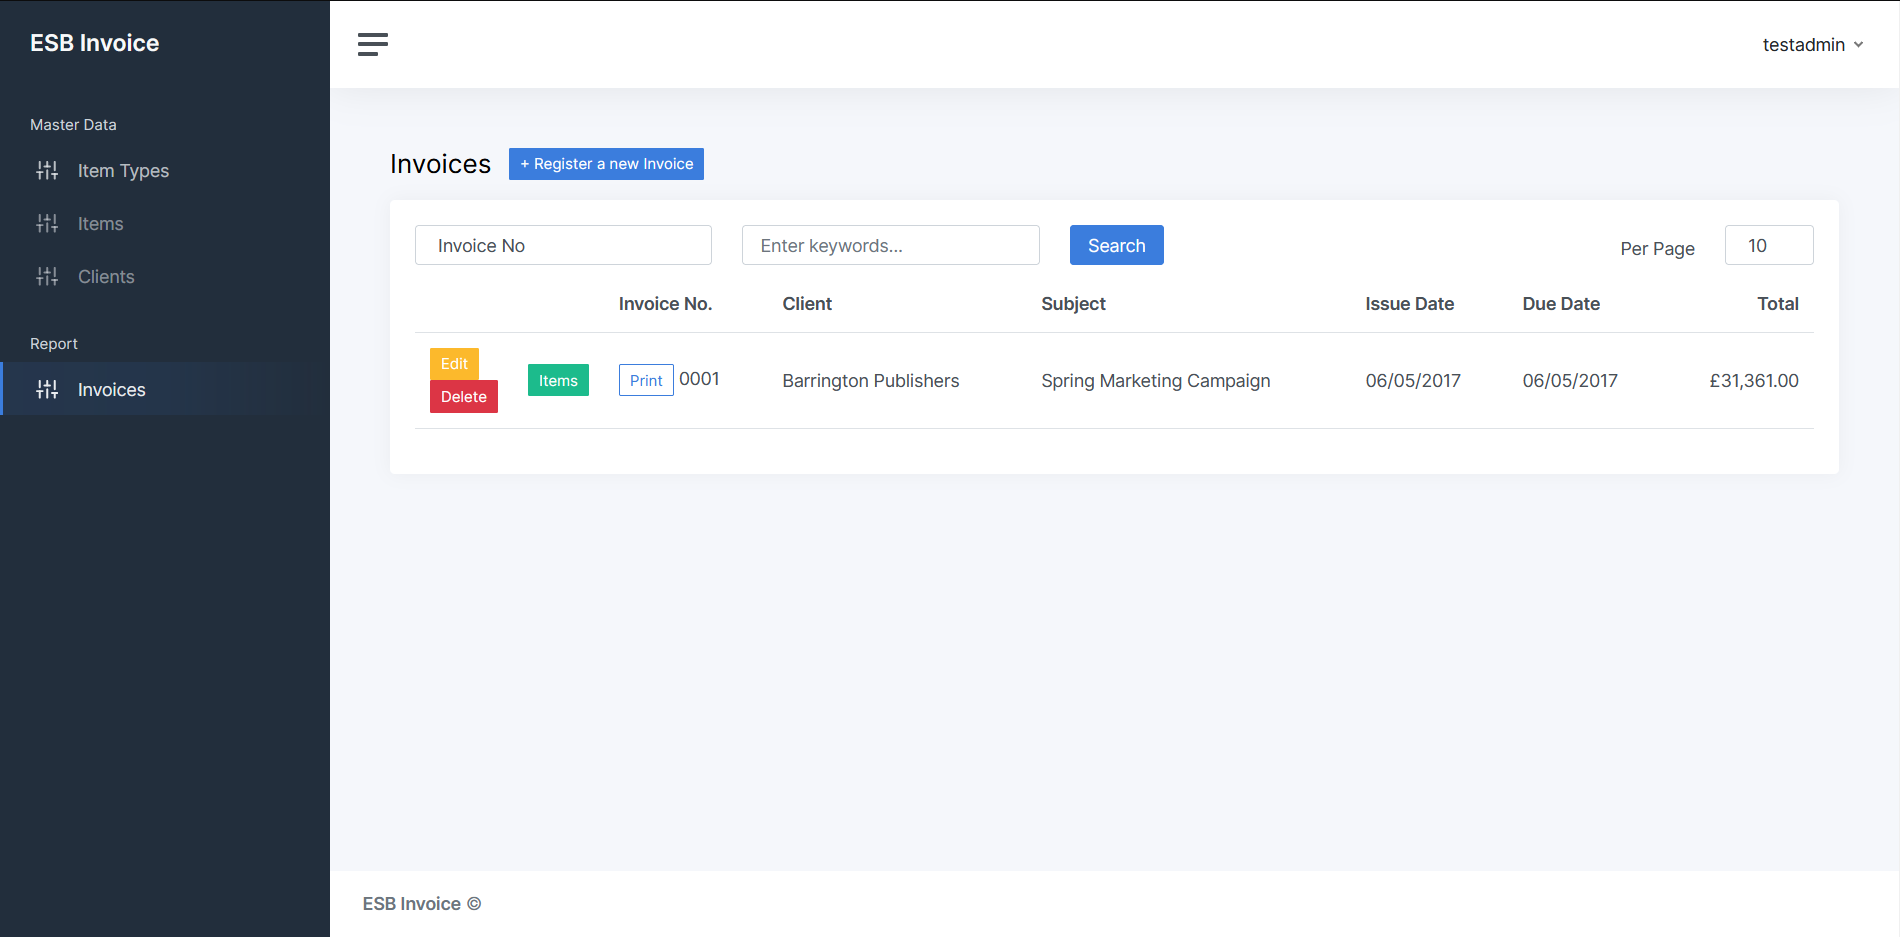 ESB Invoice
testadmin
Master Data
Item Types
Items
Clients
Report
Invoices
Invoices
+ Register a new Invoice
Invoice No
Enter keywords...
Search
Per Page
10
Invoice No. Client Subject Issue Date Due Date Total
Edit
Delete
Items
Print 0001 Barrington Publishers Spring Marketing Campaign 06/05/2017 06/05/2017 £31,361.00
ESB Invoice ©